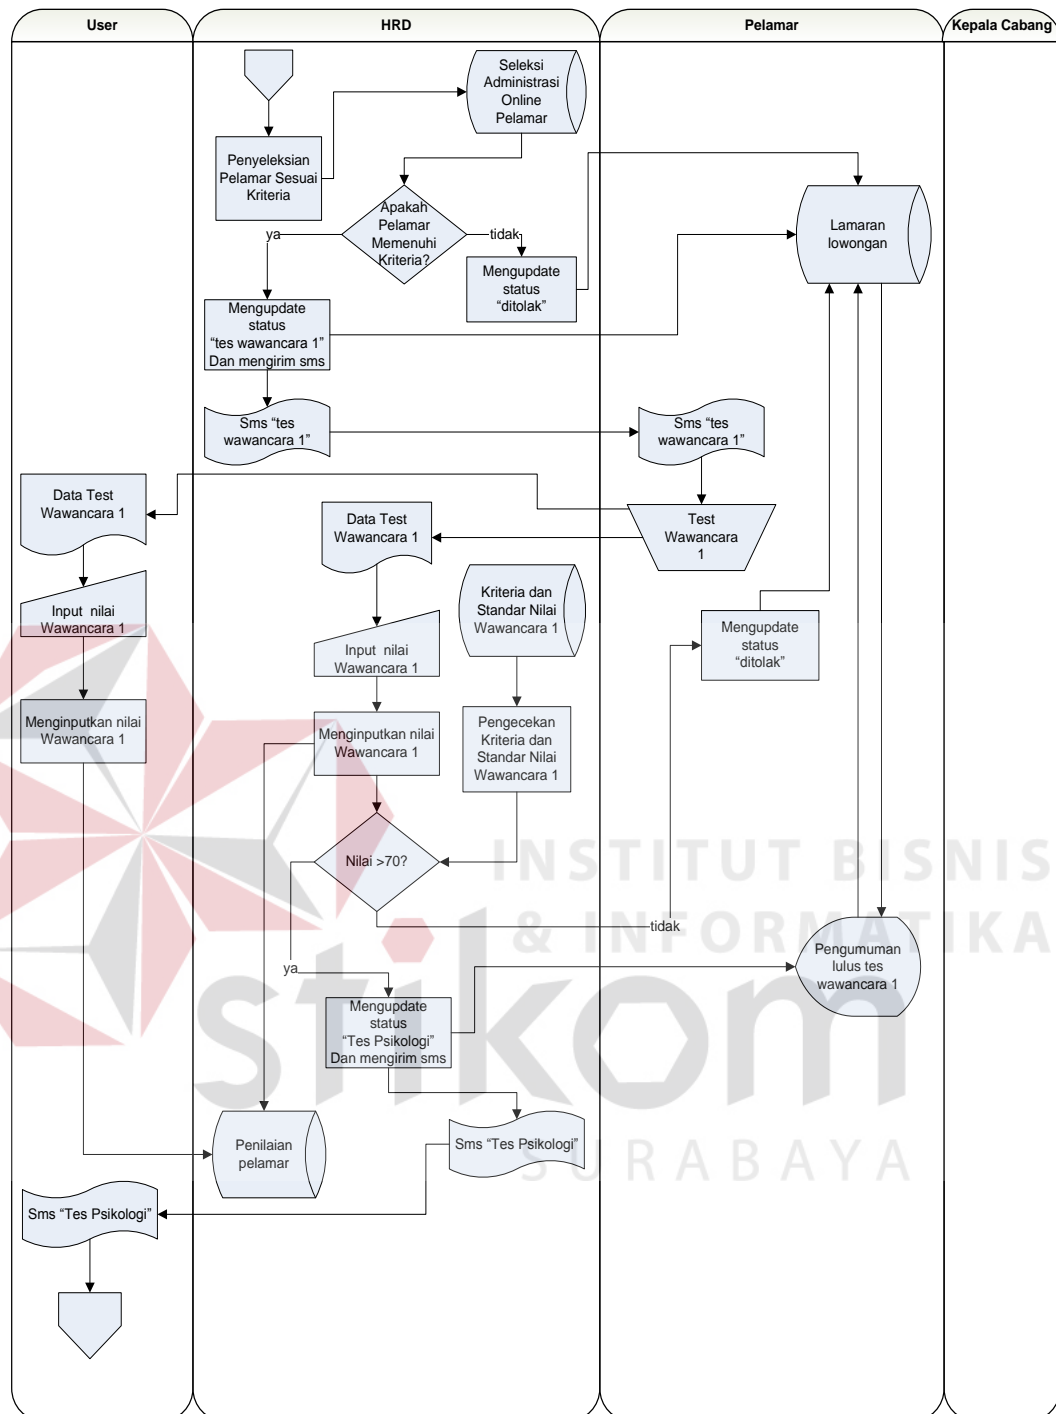 User
HRD
Pelamar
Kepala Cabang
Seleksi
Administrasi
Online
Pelamar
Penyeleksian
Pelamar Sesuai
Kriteria
Apakah
Pelamar
Memenuhi
Kriteria?
ya
tidak
Mengupdate
status
“ditolak”
Lamaran
lowongan
Mengupdate
status
“tes wawancara 1”
Dan mengirim sms
Sms “tes
wawancara 1”
Sms “tes
wawancara 1”
Data Test
Wawancara 1
Data Test
Wawancara 1
Test
Wawancara
1
Input nilai
Wawancara 1
Input nilai
Wawancara 1
Kriteria dan
Standar Nilai
Wawancara 1
Mengupdate
status
“ditolak”
Menginputkan nilai
Wawancara 1
Menginputkan nilai
Wawancara 1
Pengecekan
Kriteria dan
Standar Nilai
Wawancara 1
Nilai >70?
tidak
ya
Pengumuman
lulus tes
wawancara 1
Mengupdate
status
“Tes Psikologi”
Dan mengirim sms
Penilaian
pelamar
Sms “Tes Psikologi”
Sms “Tes Psikologi”
INSTITUT BISNIS
& INFORMATIKA
stikom
SURABAYA